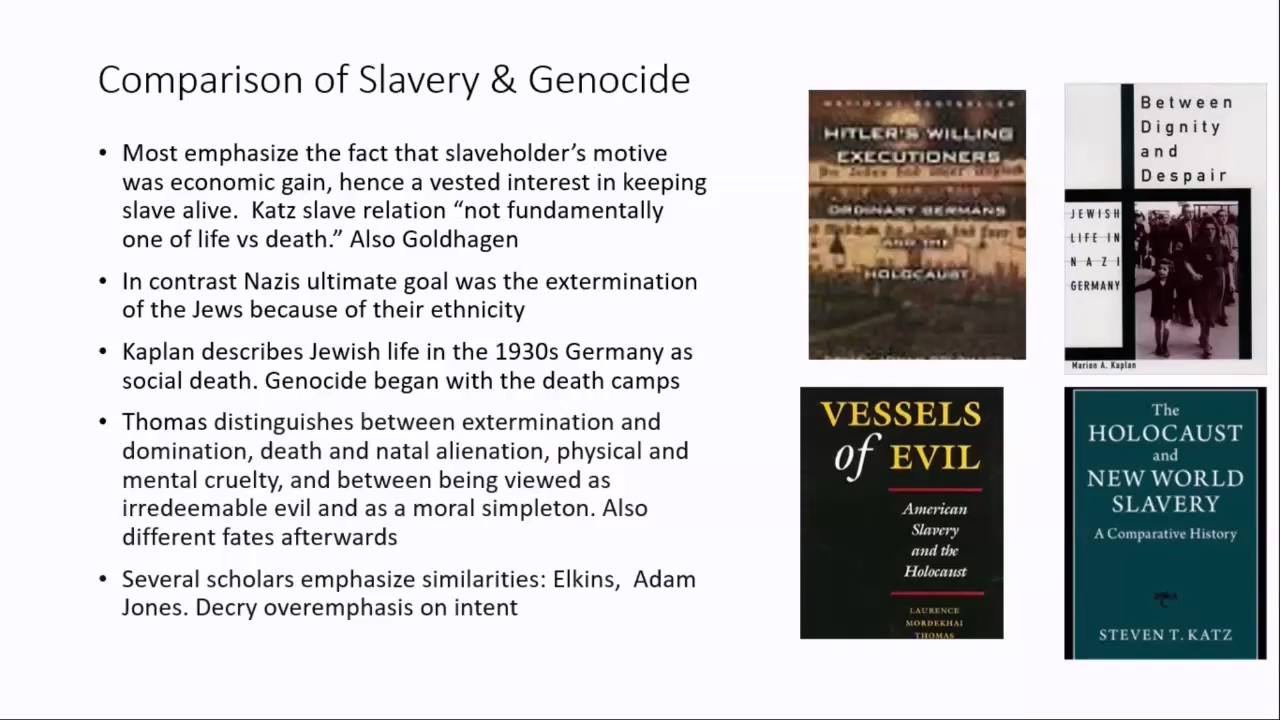 Comparison of Slavery & Genocide
• Most emphasize the fact that slaveholder's motive
was economic gain, hence a vested interest in keeping
slave alive.  Katz slave relation “not fundamentally
one of life vs death.” Also Goldhagen
• In contrast Nazis ultimate goal was the extermination
of the Jews because of their ethnicity
• Kaplan describes Jewish life in the 1930s Germany as
social death. Genocide began with the death camps
• Thomas distinguishes between extermination and
domination, death and natal alienation, physical and
mental cruelty, and between being viewed as
irredeemable evil and as a moral simpleton. Also
different fates afterwards
• Several scholars emphasize similarities: Elkins,  Adam
Jones. Decry overemphasis on intent
NATIONAL BESTSELLER
HITLER'S WILLING
EXECUTIONERS
ORDINARY GERMANS
AND THE
HOLOCAUST
Between
Dignity
and
Despair
JEWISH
LIFE IN
NAZI
GERMANY
Marion A. Kaplan
VESSELS
of EVIL
American
Slavery
and the
Holocaust
LAURENCE
MORDEKHAI
THOMAS
The
HOLOCAUST
and
NEW WORLD
SLAVERY
A Comparative History
STEVEN T. KATZ